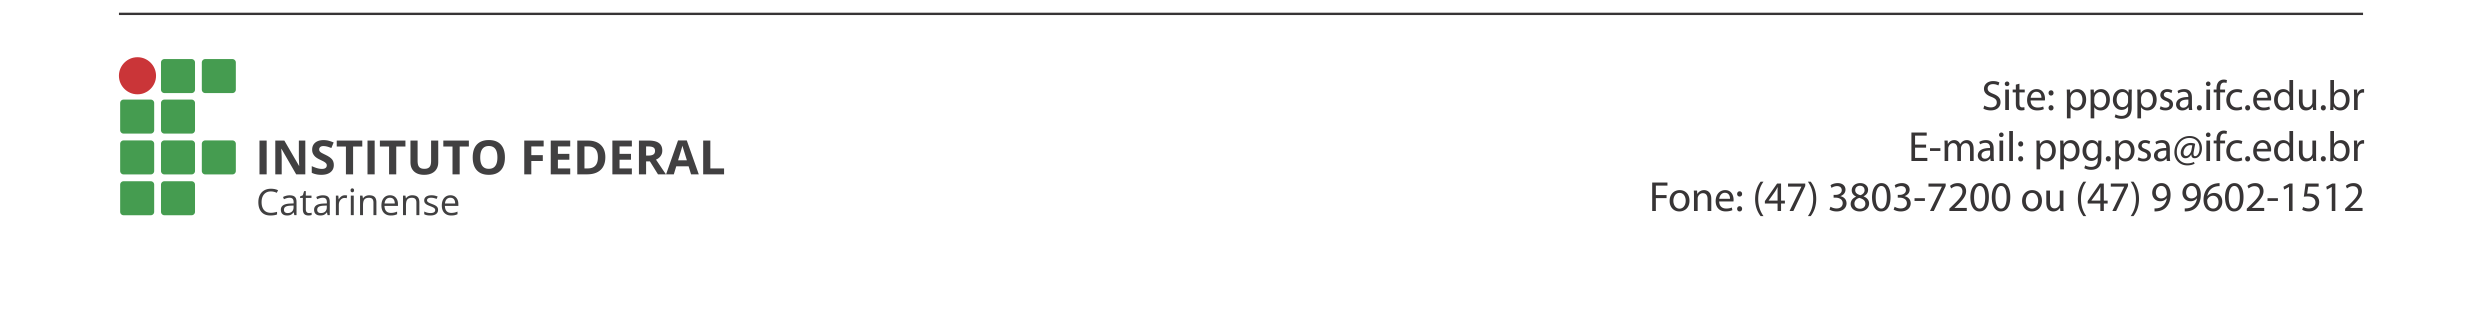 INSTITUTO FEDERAL
Catarinense
Site: ppgpsa.ifc.edu.br
E-mail: ppg.psa@ifc.edu.br
Fone: (47) 3803-7200 ou (47) 9 9602-1512